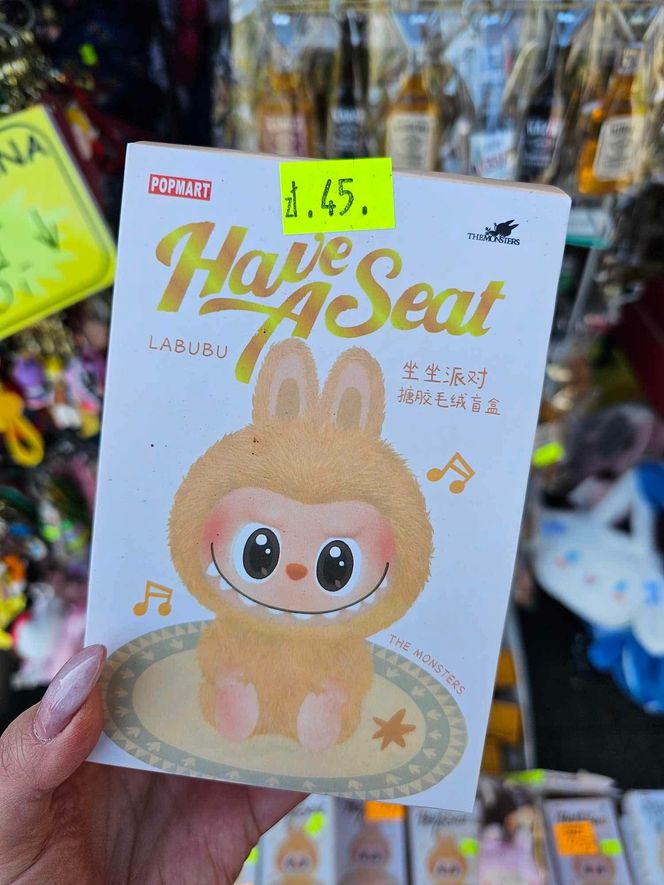 NA
POPMART
zł.45.
THE MONSTERS
Have
A Seat
LABUBU
坐坐派对
搪胶毛绒盲盒
THE MONSTERS